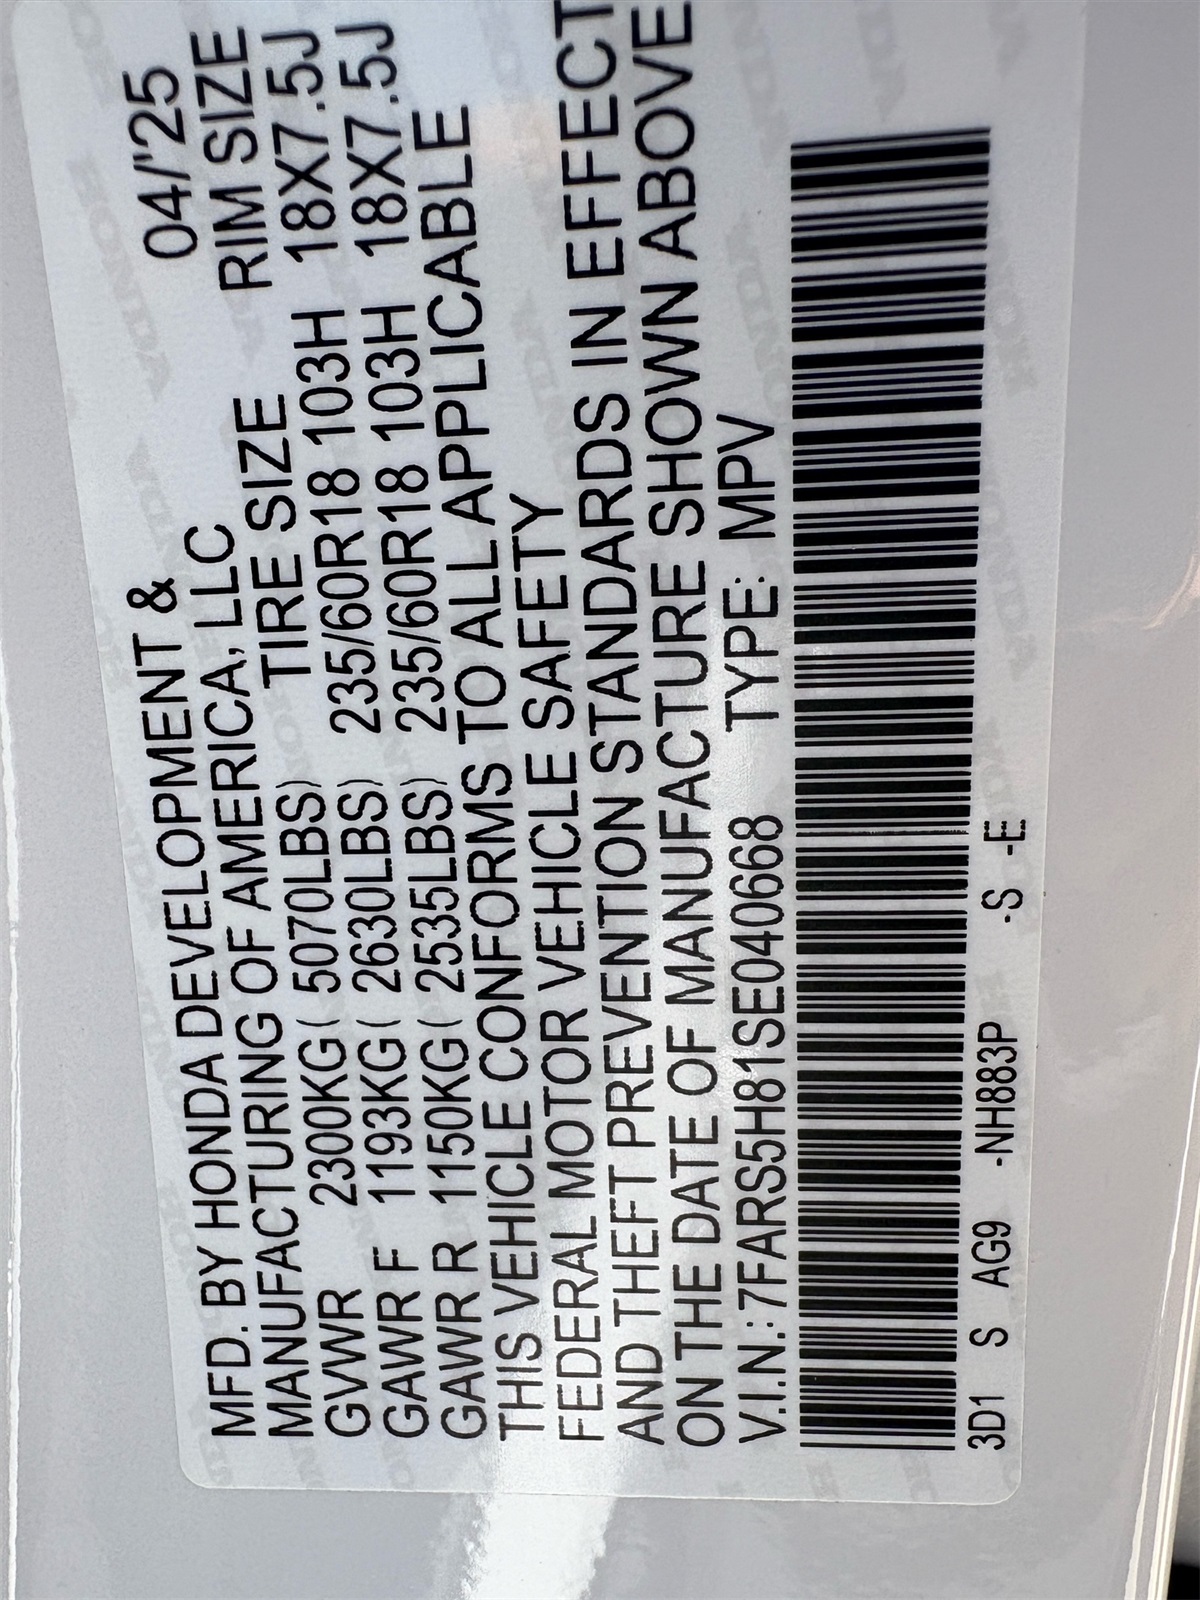 MFD. BY HONDA DEVELOPMENT & 04/'25
MANUFACTURING OF AMERICA, LLC
TIRE SIZE RIM SIZE
GVWR 2300KG( 5070LBS) 235/60R18 103H 18X7.5J
GAWR F 1193KG( 2630LBS) 235/60R18 103H 18X7.5J
GAWR R 1150KG( 2535LBS)
THIS VEHICLE CONFORMS TO ALL APPLICABLE
FEDERAL MOTOR VEHICLE SAFETY
AND THEFT PREVENTION STANDARDS IN EFFECT
ON THE DATE OF MANUFACTURE SHOWN ABOVE
V.I.N.:7FARS5H81SE040668 TYPE: MPV
3D1 S AG9 -NH883P -S -E